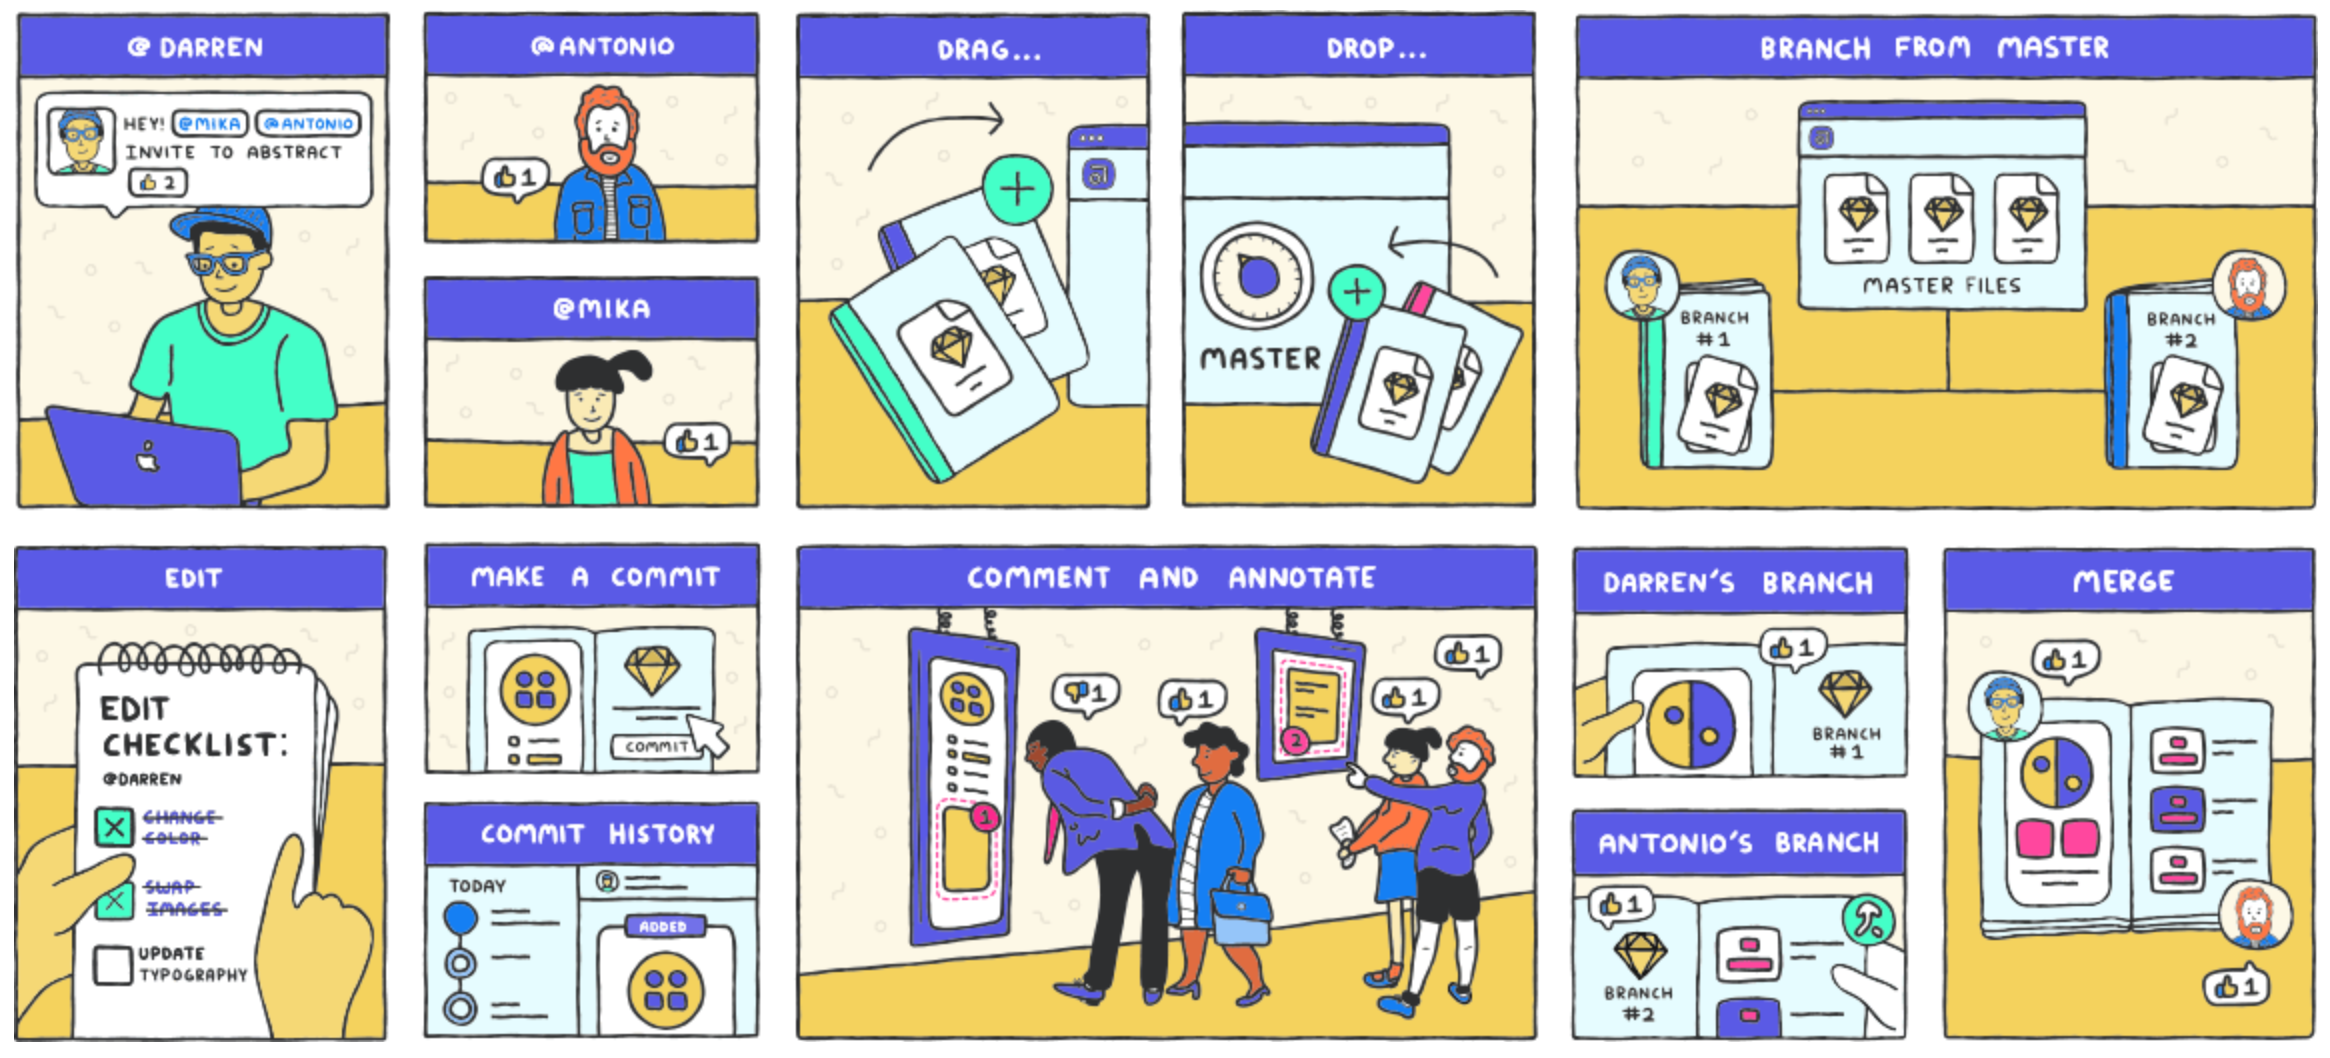 @ DARREN
HEY! @MIKA @ANTONIO
INVITE TO ABSTRACT
2
@ANTONIO
1
@MIKA
1
DRAG...
DROP...
MASTER
BRANCH FROM MASTER
MASTER FILES
BRANCH
#1
BRANCH
#2
EDIT
EDIT
CHECKLIST:
@DARREN
CHANGE
COLOR
SWAP
IMAGES
UPDATE
TYPOGRAPHY
MAKE A COMMIT
COMMIT
COMMIT HISTORY
TODAY
ADDED
COMMENT AND ANNOTATE
1
1
1
1
2
1
DARREN'S BRANCH
1
BRANCH
#1
ANTONIO'S BRANCH
1
BRANCH
#2
MERGE
1
1